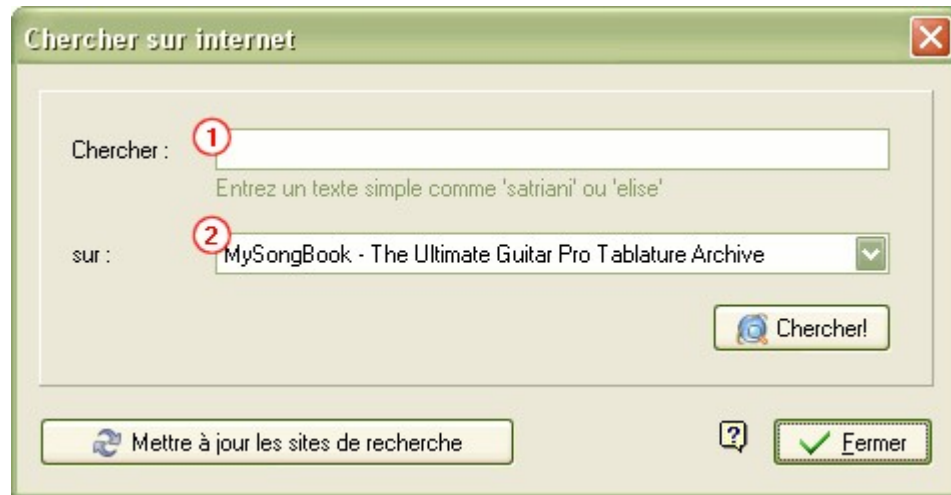 Chercher sur internet
Chercher : 1
Entrez un texte simple comme 'satriani' ou 'elise'
sur : 2 MySongBook - The Ultimate Guitar Pro Tablature Archive
Chercher!
Mettre à jour les sites de recherche ? Fermer